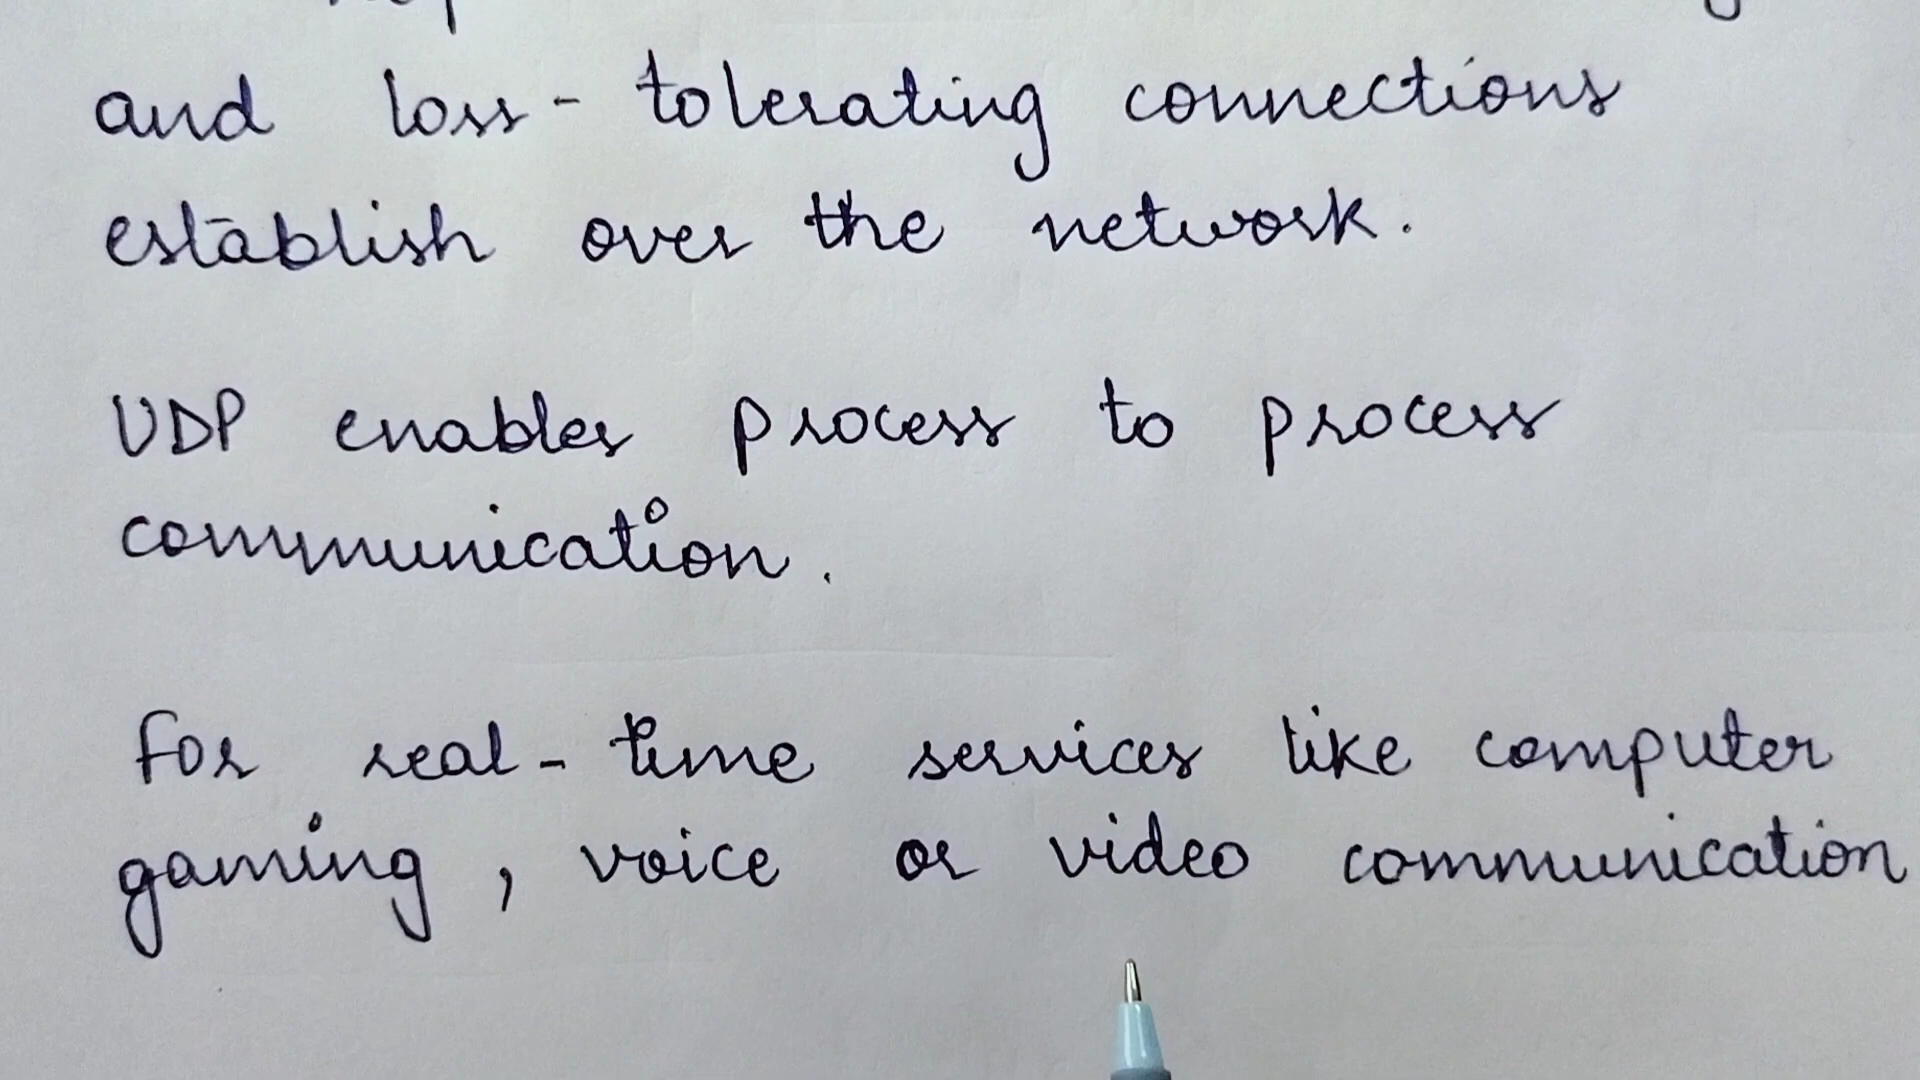 and loss-tolerating connections
establish over the network.
UDP enables process to process
communication.
For real-time services like computer
gaming, voice or video communication